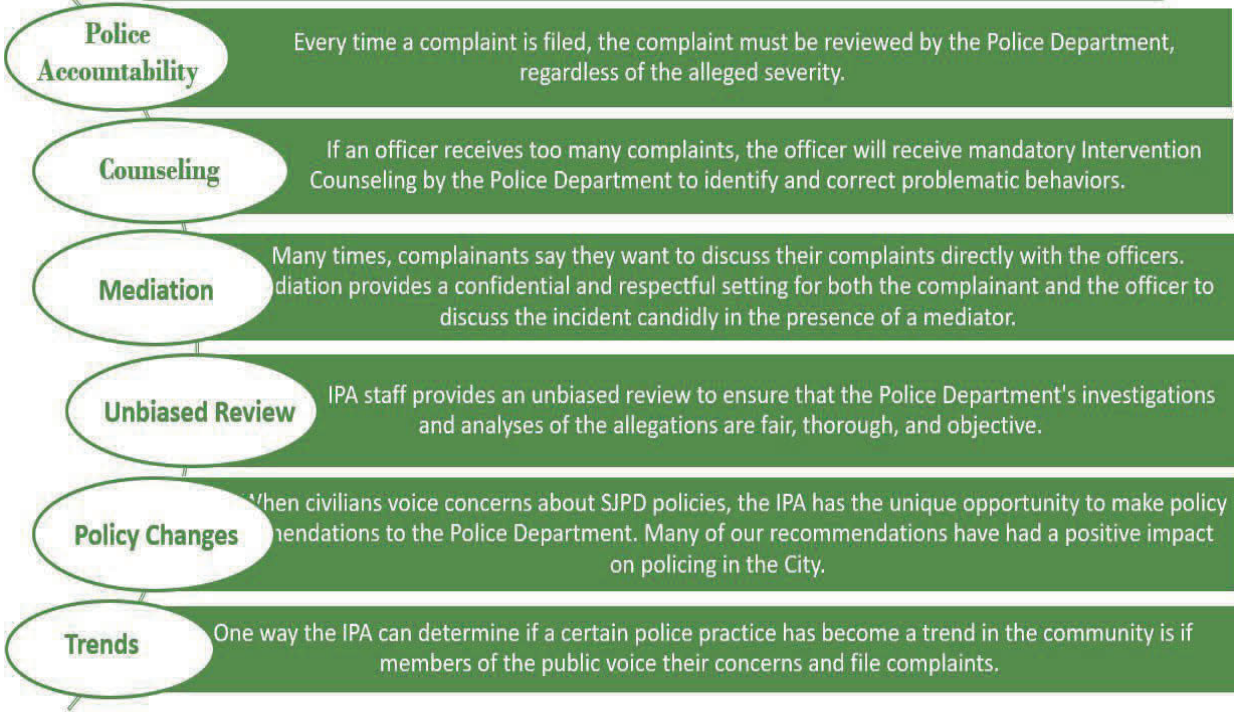 Police
Accountability
Every time a complaint is filed, the complaint must be reviewed by the Police Department,
regardless of the alleged severity.
Counseling
If an officer receives too many complaints, the officer will receive mandatory Intervention
Counseling by the Police Department to identify and correct problematic behaviors.
Mediation
Many times, complainants say they want to discuss their complaints directly with the officers.
diation provides a confidential and respectful setting for both the complainant and the officer to
discuss the incident candidly in the presence of a mediator.
Unbiased Review
IPA staff provides an unbiased review to ensure that the Police Department's investigations
and analyses of the allegations are fair, thorough, and objective.
Policy Changes
When civilians voice concerns about SJPD policies, the IPA has the unique opportunity to make policy
mendations to the Police Department. Many of our recommendations have had a positive impact
on policing in the City.
Trends
One way the IPA can determine if a certain police practice has become a trend in the community is if
members of the public voice their concerns and file complaints.